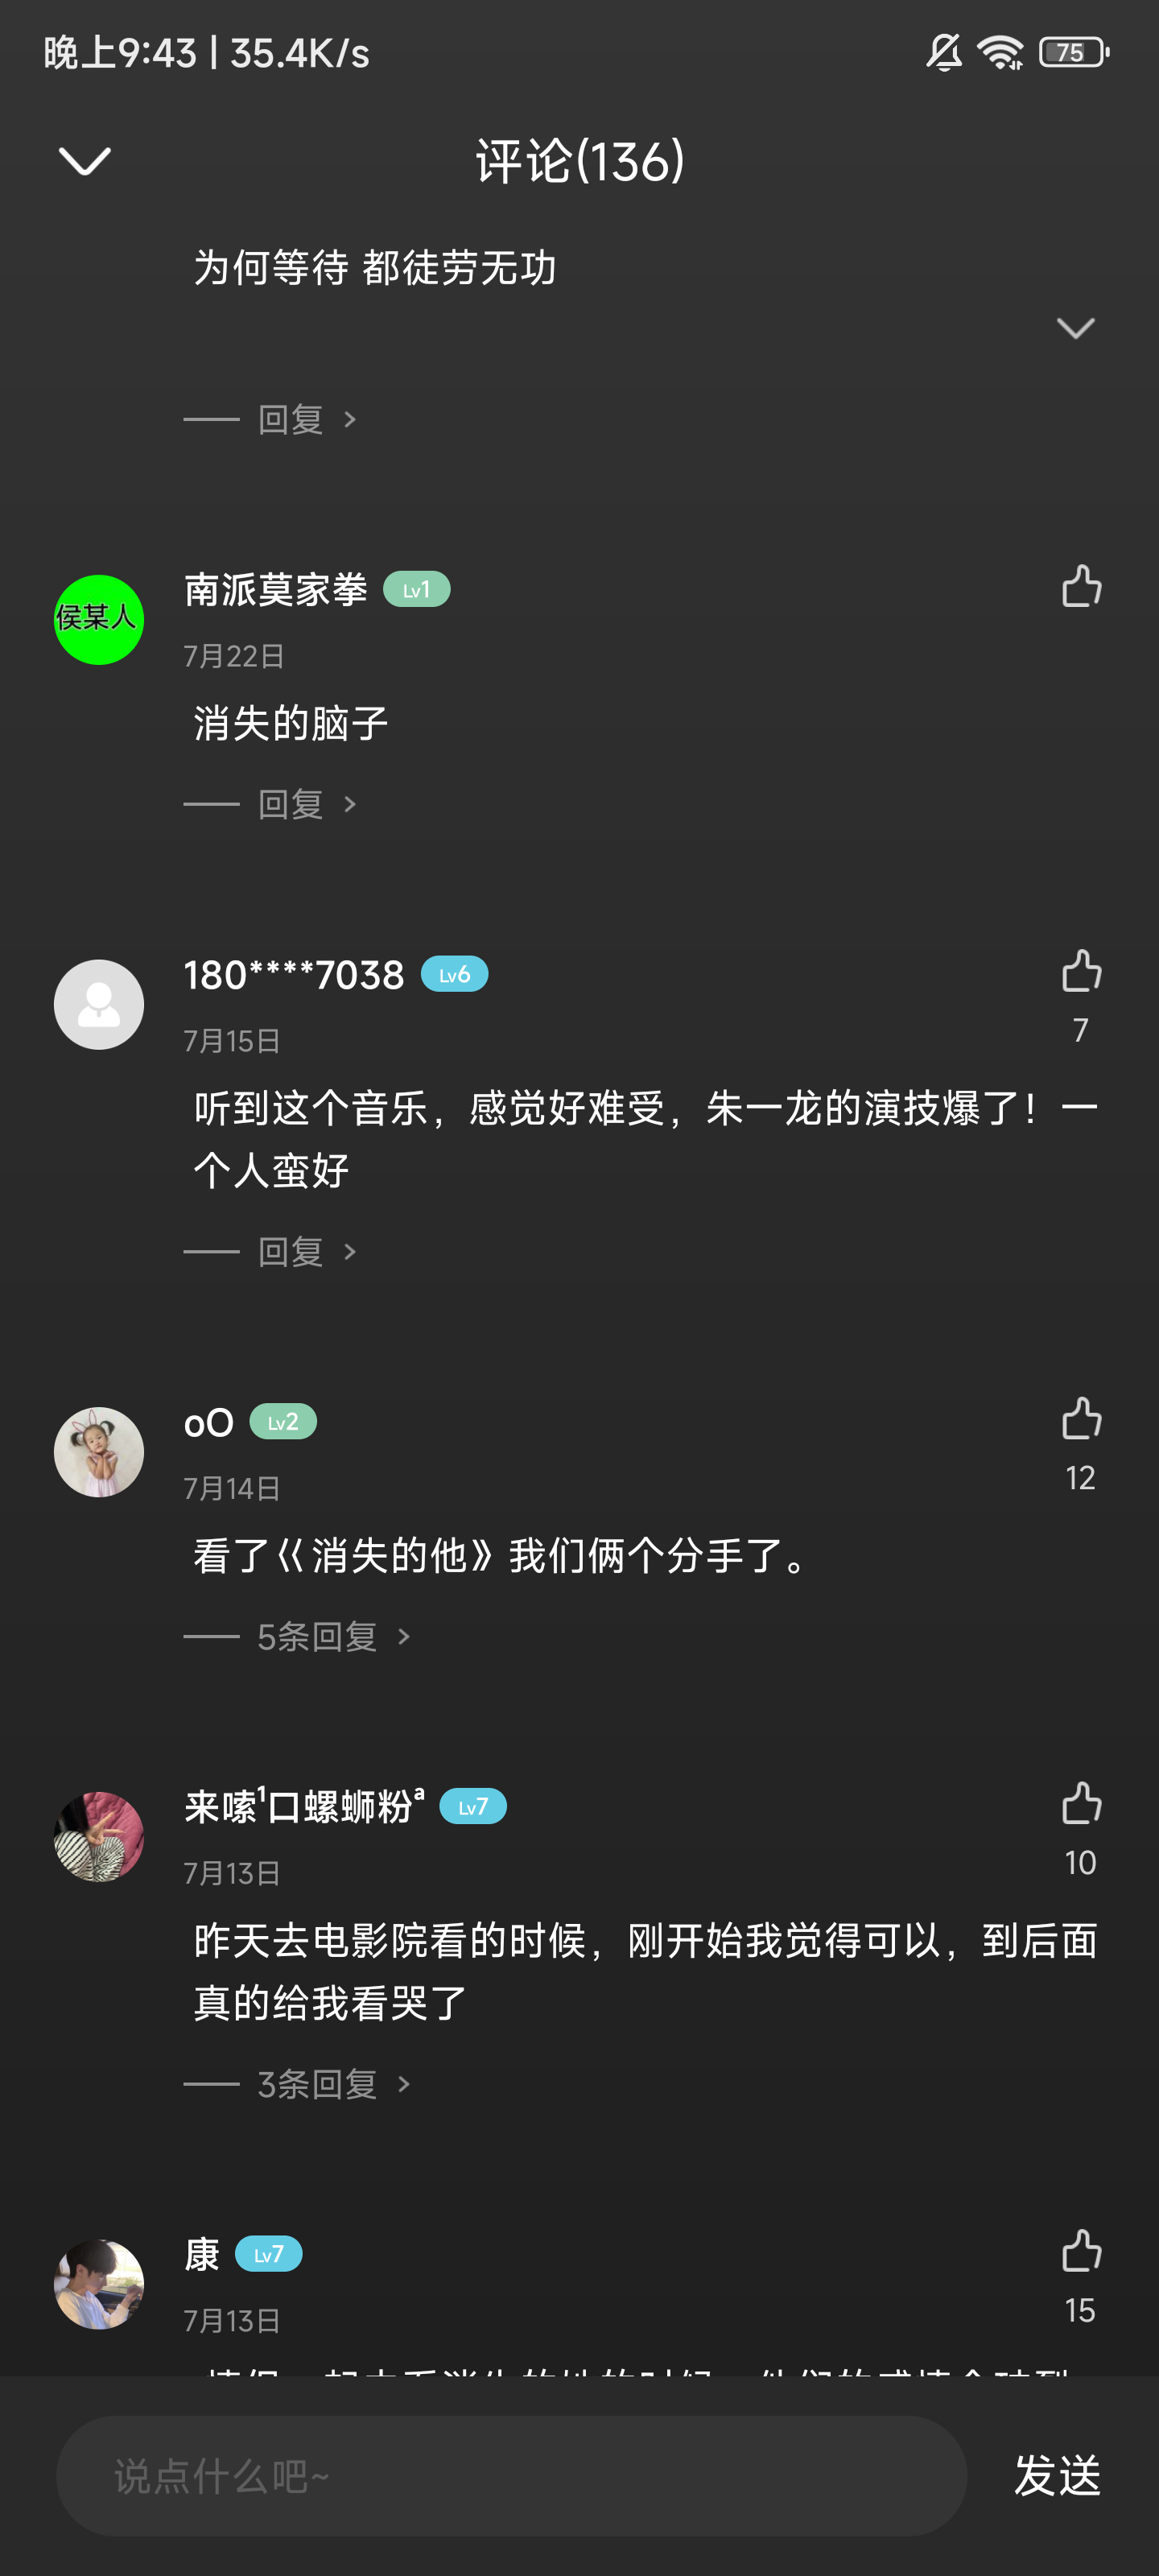 晚上9:43 | 35.4K/s
75
评论(136)
为何等待 都徒劳无功
回复
侯某人
南派莫家拳 Lv1
7月22日
消失的脑子
回复
180****7038 Lv6
7月15日
7
听到这个音乐，感觉好难受，朱一龙的演技爆了！一
个人蛮好
回复
oO Lv2
7月14日
12
看了《消失的他》我们俩个分手了。
5条回复
来嗦¹口螺蛳粉ª Lv7
7月13日
10
昨天去电影院看的时候，刚开始我觉得可以，到后面
真的给我看哭了
3条回复
康 Lv7
7月13日
15
说点什么吧~
发送